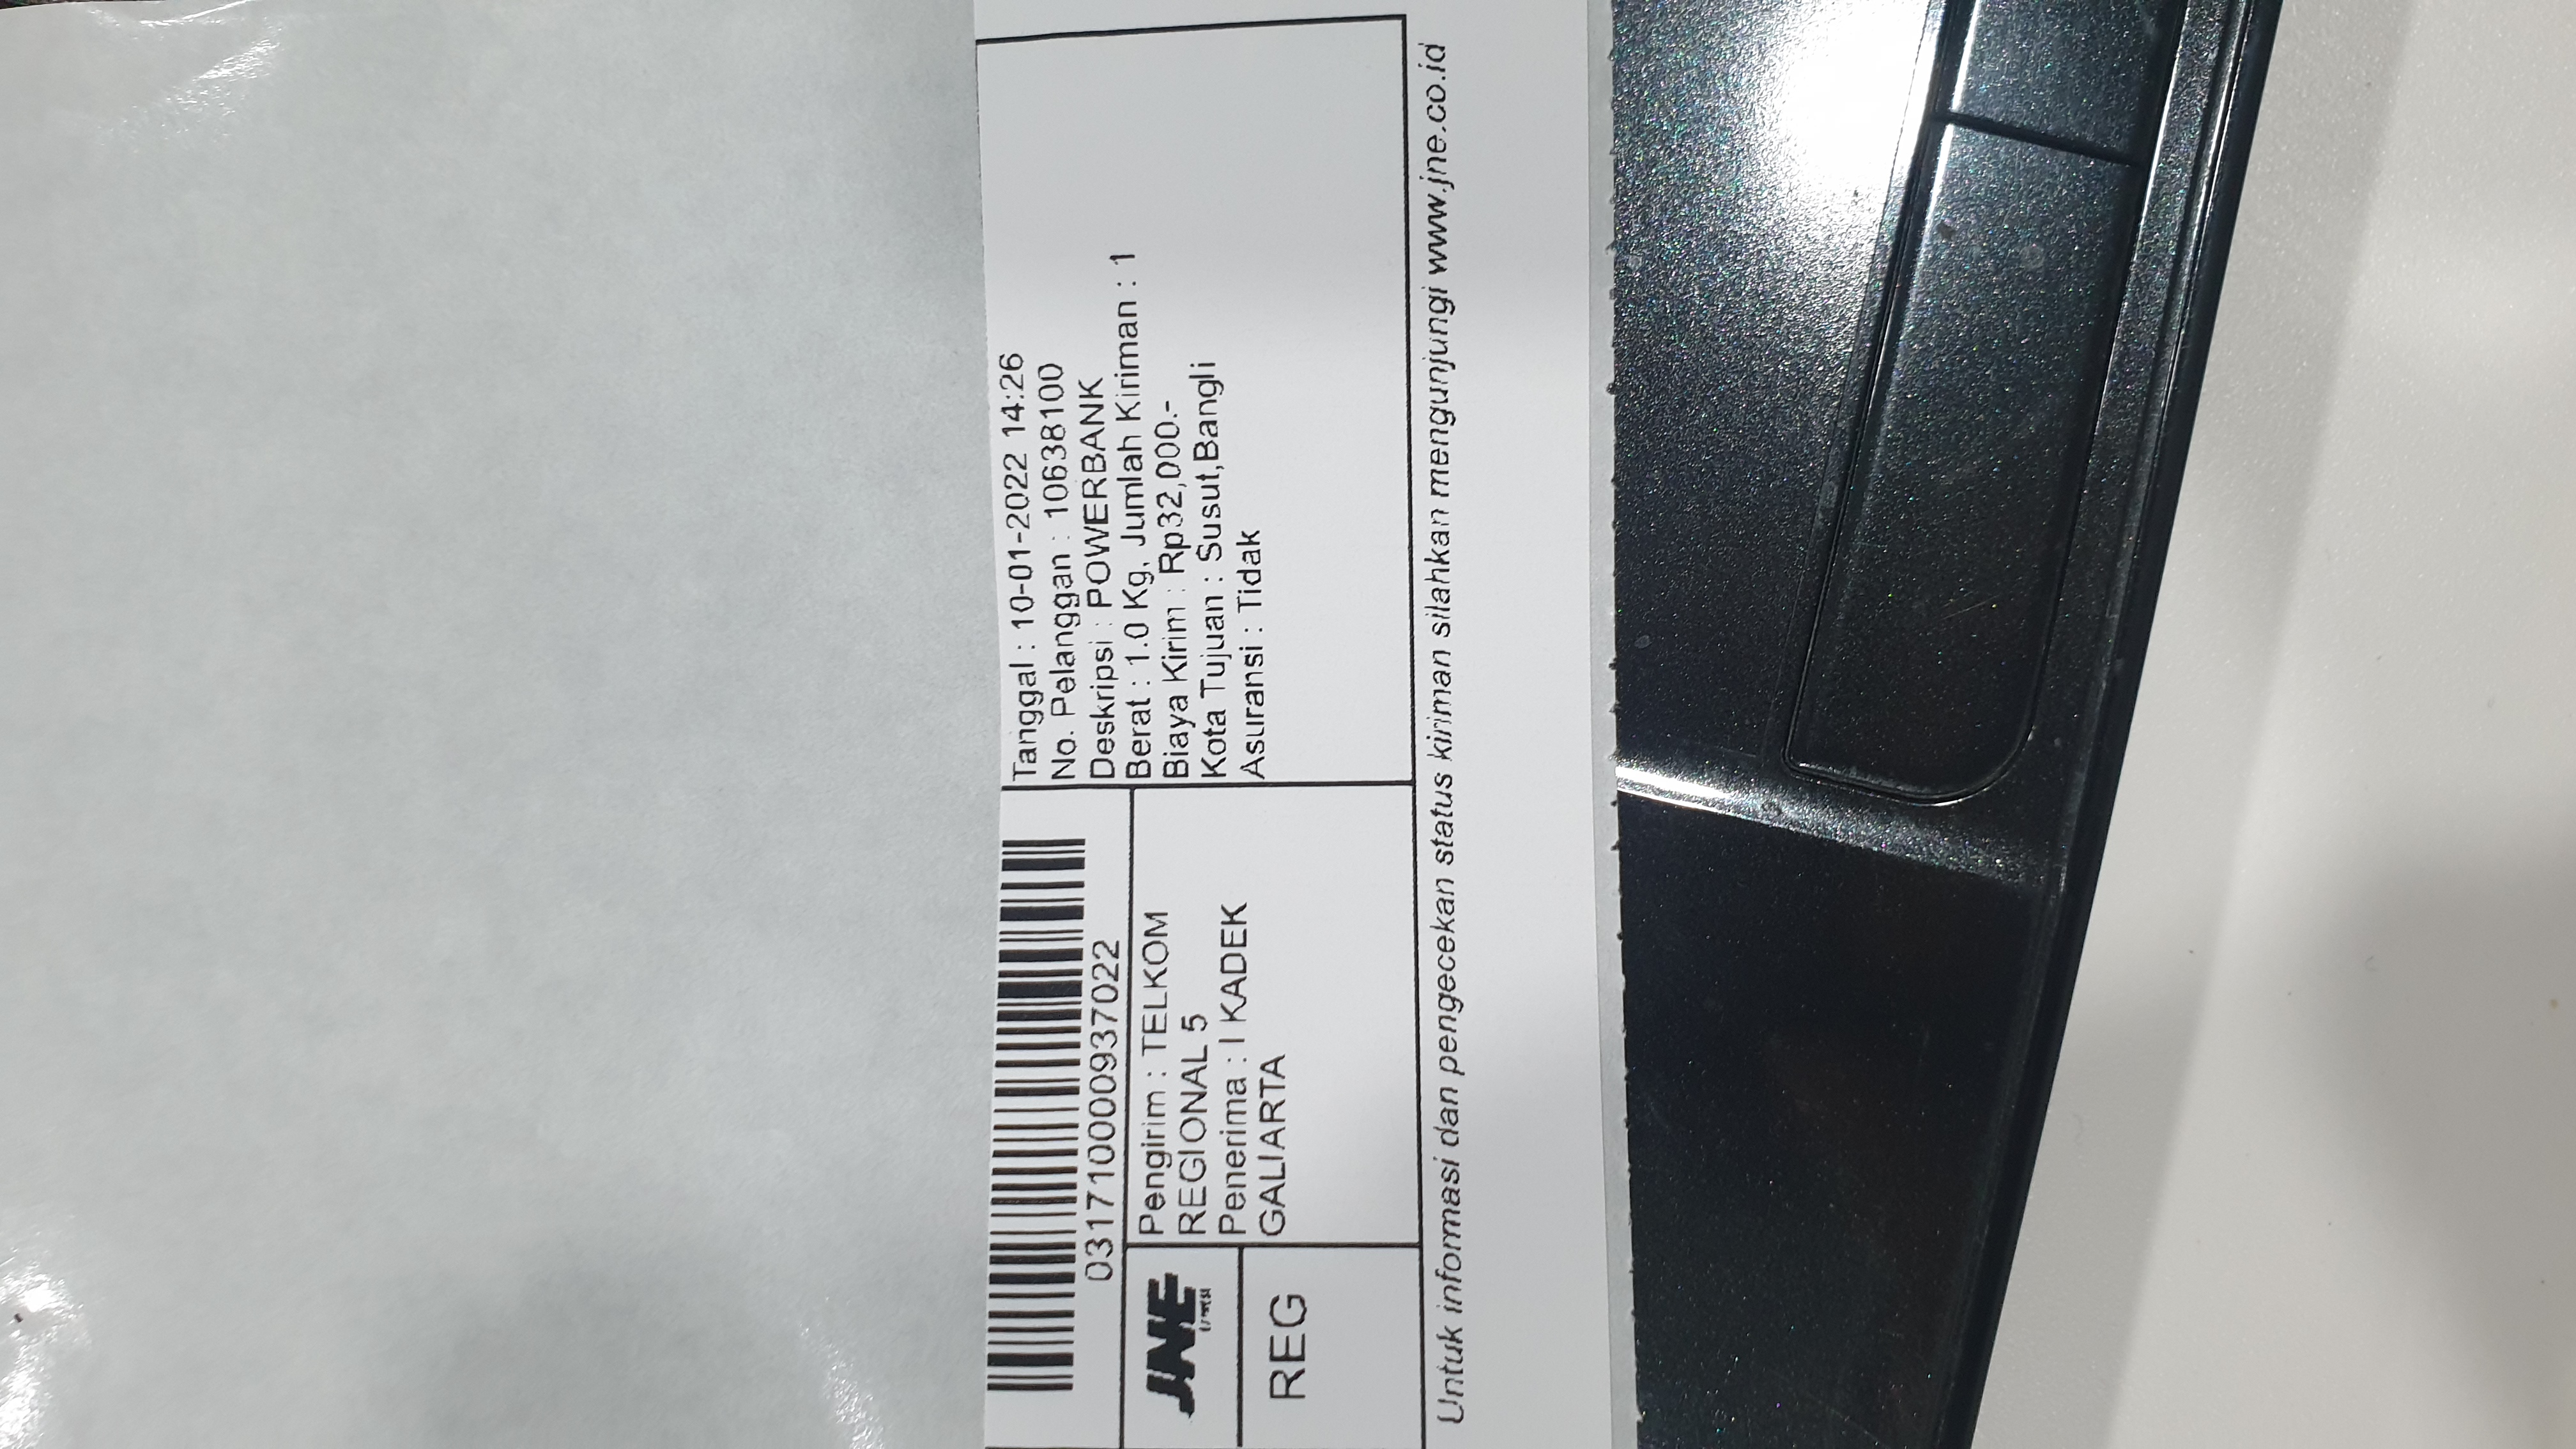 031710000937022
JNE
REG
Pengirim : TELKOM
REGIONAL 5
Penerima : I KADEK
GALIARTA
Tanggal : 10-01-2022 14:26
No. Pelanggan : 10638100
Deskripsi : POWERBANK
Berat : 1.0 Kg, Jumlah Kiriman : 1
Biaya Kirim : Rp32,000.-
Kota Tujuan : Susut,Bangli
Asuransi : Tidak
Untuk informasi dan pengecekan status kiriman silahkan mengunjungi www.jne.co.id